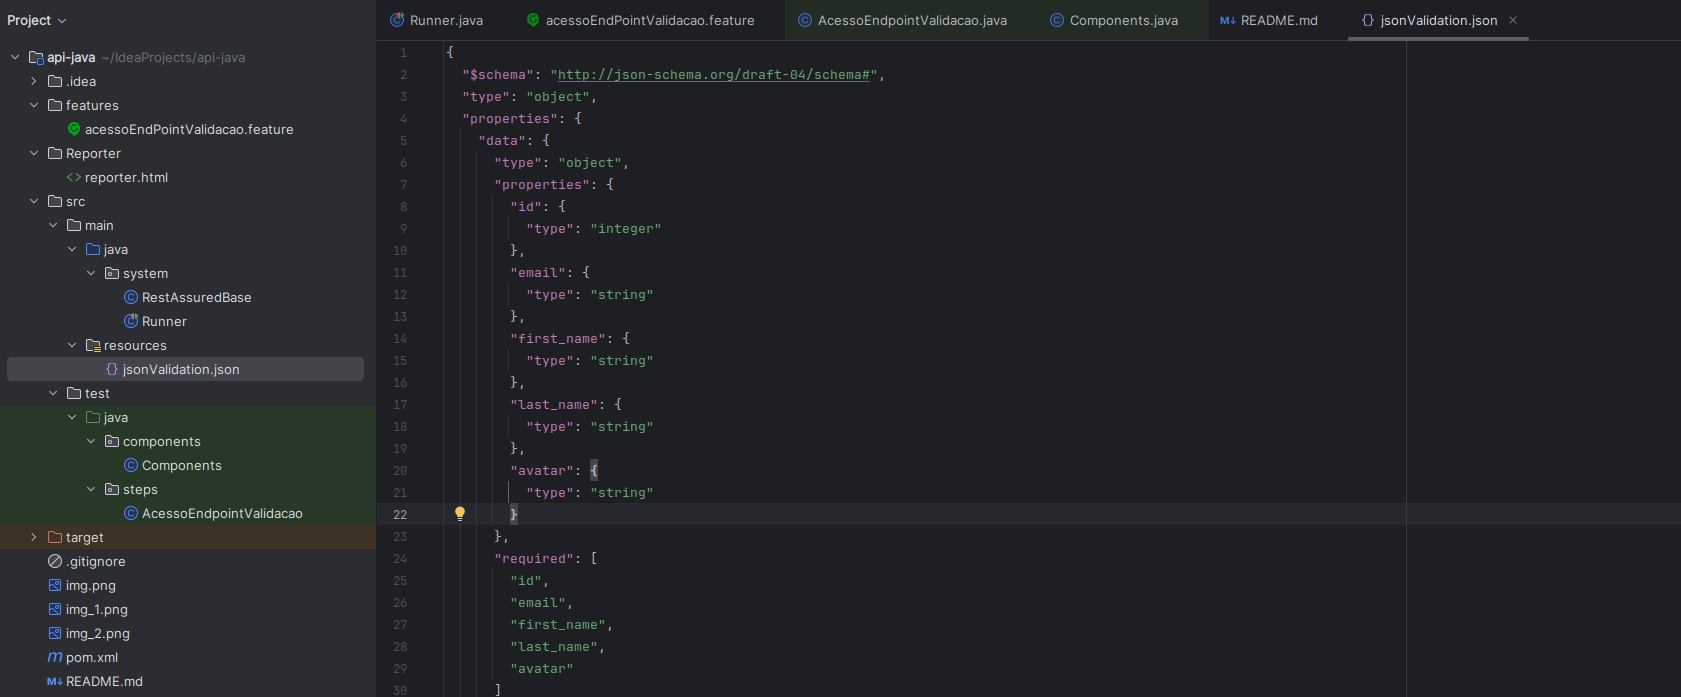 Project
api-java ~/IdeaProjects/api-java
.idea
features
acessoEndPointValidacao.feature
Reporter
<> reporter.html
src
main
java
system
RestAssuredBase
Runner
resources
{} jsonValidation.json
test
java
components
Components
steps
AcessoEndpointValidacao
target
.gitignore
img.png
img_1.png
img_2.png
m pom.xml
M↓ README.md
Runner.java acessoEndPointValidacao.feature AcessoEndpointValidacao.java Components.java M↓ README.md {} jsonValidation.json ×
1 {
2 "$schema": "http://json-schema.org/draft-04/schema#",
3 "type": "object",
4 "properties": {
5 "data": {
6 "type": "object",
7 "properties": {
8 "id": {
9 "type": "integer"
10 },
11 "email": {
12 "type": "string"
13 },
14 "first_name": {
15 "type": "string"
16 },
17 "last_name": {
18 "type": "string"
19 },
20 "avatar": {
21 "type": "string"
22 }
23 },
24 "required": [
25 "id",
26 "email",
27 "first_name",
28 "last_name",
29 "avatar"
30 ]